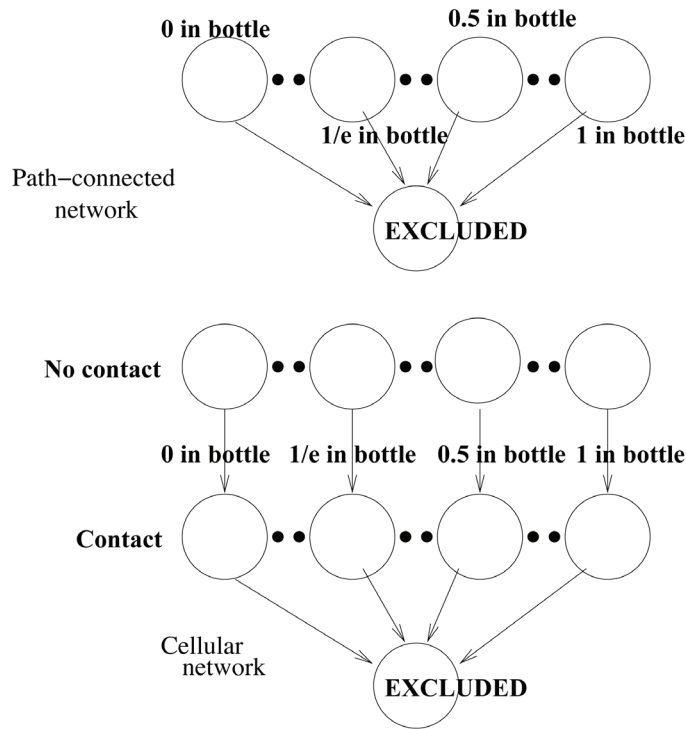 0 in bottle
0.5 in bottle
1/e in bottle
1 in bottle
Path−connected
network
EXCLUDED
No contact
0 in bottle
1/e in bottle
0.5 in bottle
1 in bottle
Contact
Cellular
network
EXCLUDED